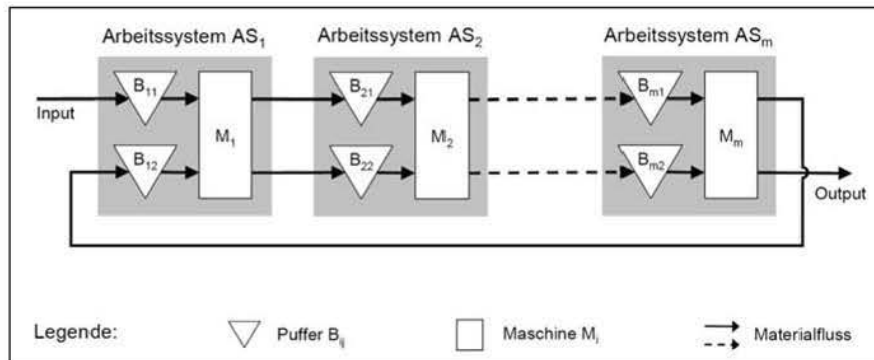 Arbeitssystem AS1 Arbeitssystem AS2 Arbeitssystem ASm
B11 B21 Bm1
Input
M1 M2 Mm
B12 B22 Bm2
Output
Legende: Puffer Bij Maschine Mi Materialfluss